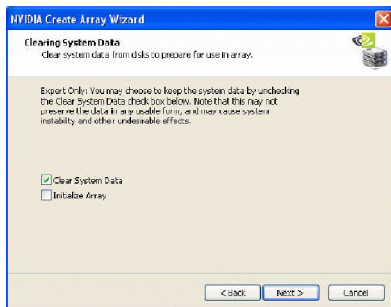 NVIDIA Create Array Wizard
Clearing System Data
Clear system data from disks to prepare for use in array.
Expert Only: You may choose to keep the system data by unchecking
the Clear System Data check box below. Note that this may not
preserve the data in any usable form, and may cause system
instability and other undesirable effects.
Clear System Data
Initialize Array
< Back
Next >
Cancel